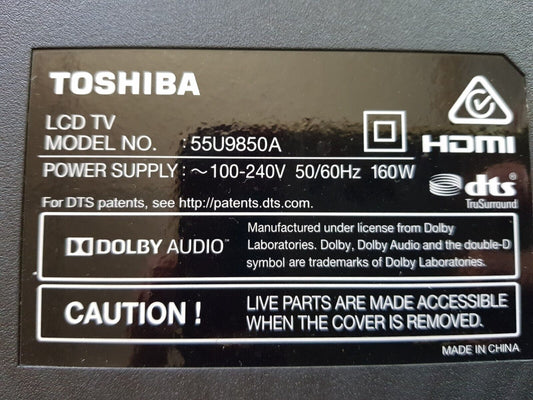 TOSHIBA
LCD TV
MODEL NO. : 55U9850A
HDMI
POWER SUPPLY : ~100-240V 50/60Hz 160W
dts
TruSurround
For DTS patents, see http://patents.dts.com.
DOLBY AUDIO™
Manufactured under license from Dolby
Laboratories. Dolby, Dolby Audio and the double-D
symbol are trademarks of Dolby Laboratories.
CAUTION !
LIVE PARTS ARE MADE ACCESSIBLE
WHEN THE COVER IS REMOVED.
MADE IN CHINA